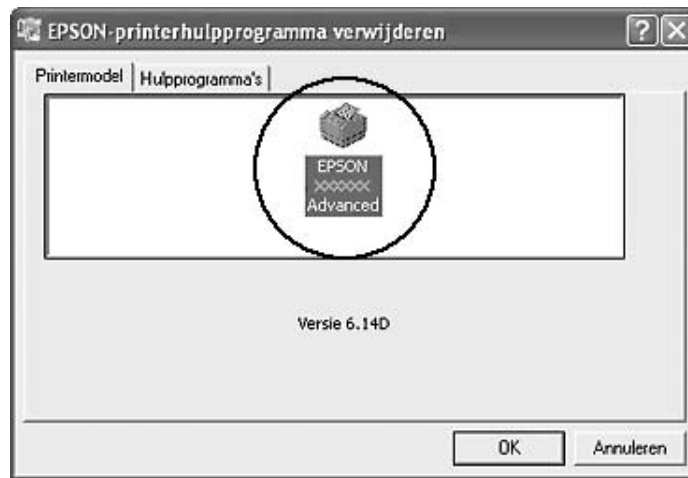 EPSON-printerhulpprogramma verwijderen
Printermodel Hulpprogramma's
EPSON
XXXXXX
Advanced
Versie 6.14D
OK Annuleren